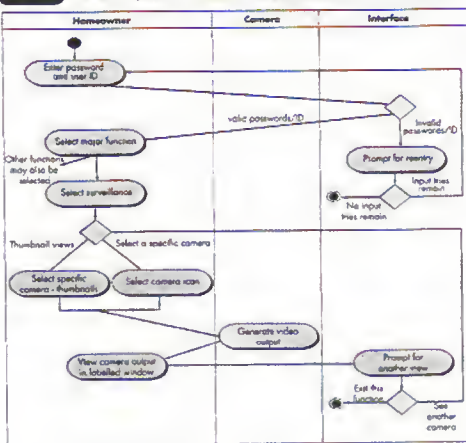 Homeowner
Camera
Interface
Enter password
and user ID
valid passwords/ID
Invalid
passwords/ID
Select major function
Prompt for reentry
Other functions
may also be
selected
Input tries
remain
Select surveillance
No input
tries remain
Thumbnail views
Select a specific camera
Select specific
camera - thumbnails
Select camera icon
Generate video
output
View camera output
in labelled window
Prompt for
another view
Exit this
function
See
another
camera